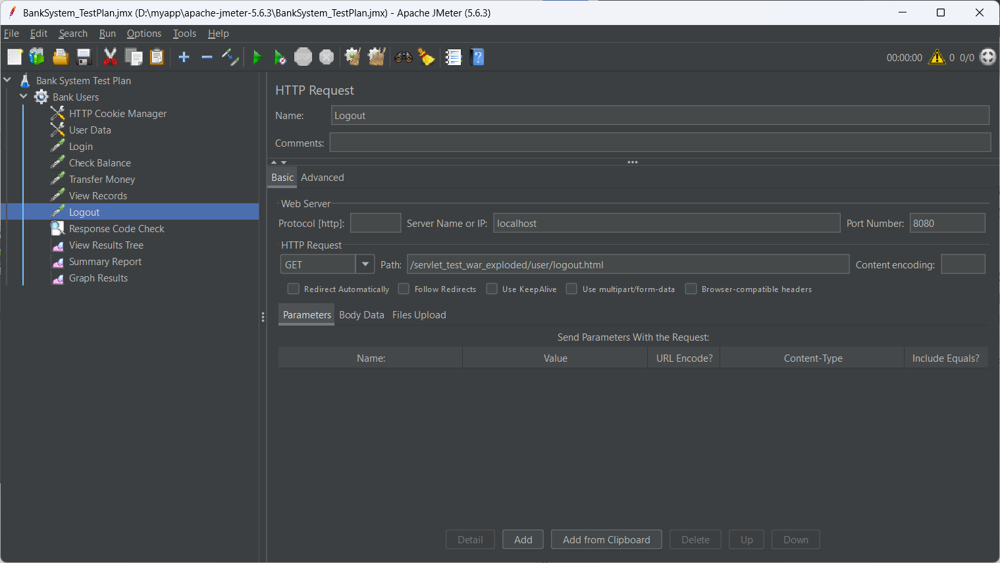 BankSystem_TestPlan.jmx (D:\myapp\apache-jmeter-5.6.3\BankSystem_TestPlan.jmx) - Apache JMeter (5.6.3)
File Edit Search Run Options Tools Help
STOP 00:00:00 0 0/0
Bank System Test Plan
Bank Users
HTTP Cookie Manager
User Data
Login
Check Balance
Transfer Money
View Records
Logout
Response Code Check
View Results Tree
Summary Report
Graph Results
HTTP Request
Name: Logout
Comments:
Basic Advanced
Web Server
Protocol [http]: Server Name or IP: localhost Port Number: 8080
HTTP Request
GET Path: /servlet_test_war_exploded/user/logout.html Content encoding:
Redirect Automatically Follow Redirects Use KeepAlive Use multipart/form-data Browser-compatible headers
Parameters Body Data Files Upload
Send Parameters With the Request:
Name: Value URL Encode? Content-Type Include Equals?
Detail Add Add from Clipboard Delete Up Down